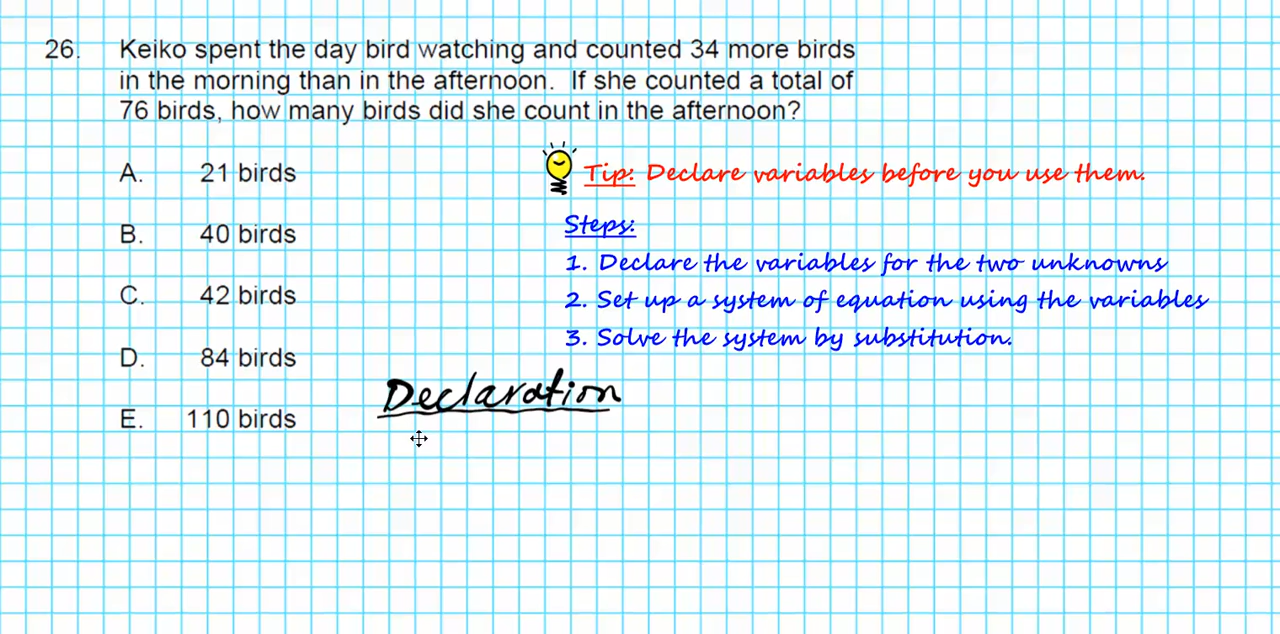 26. Keiko spent the day bird watching and counted 34 more birds
in the morning than in the afternoon. If she counted a total of
76 birds, how many birds did she count in the afternoon?
A. 21 birds
Tip: Declare variables before you use them.
Steps:
B. 40 birds
1. Declare the variables for the two unknowns
C. 42 birds
2. Set up a system of equation using the variables
3. Solve the system by substitution.
D. 84 birds
Declaration
E. 110 birds